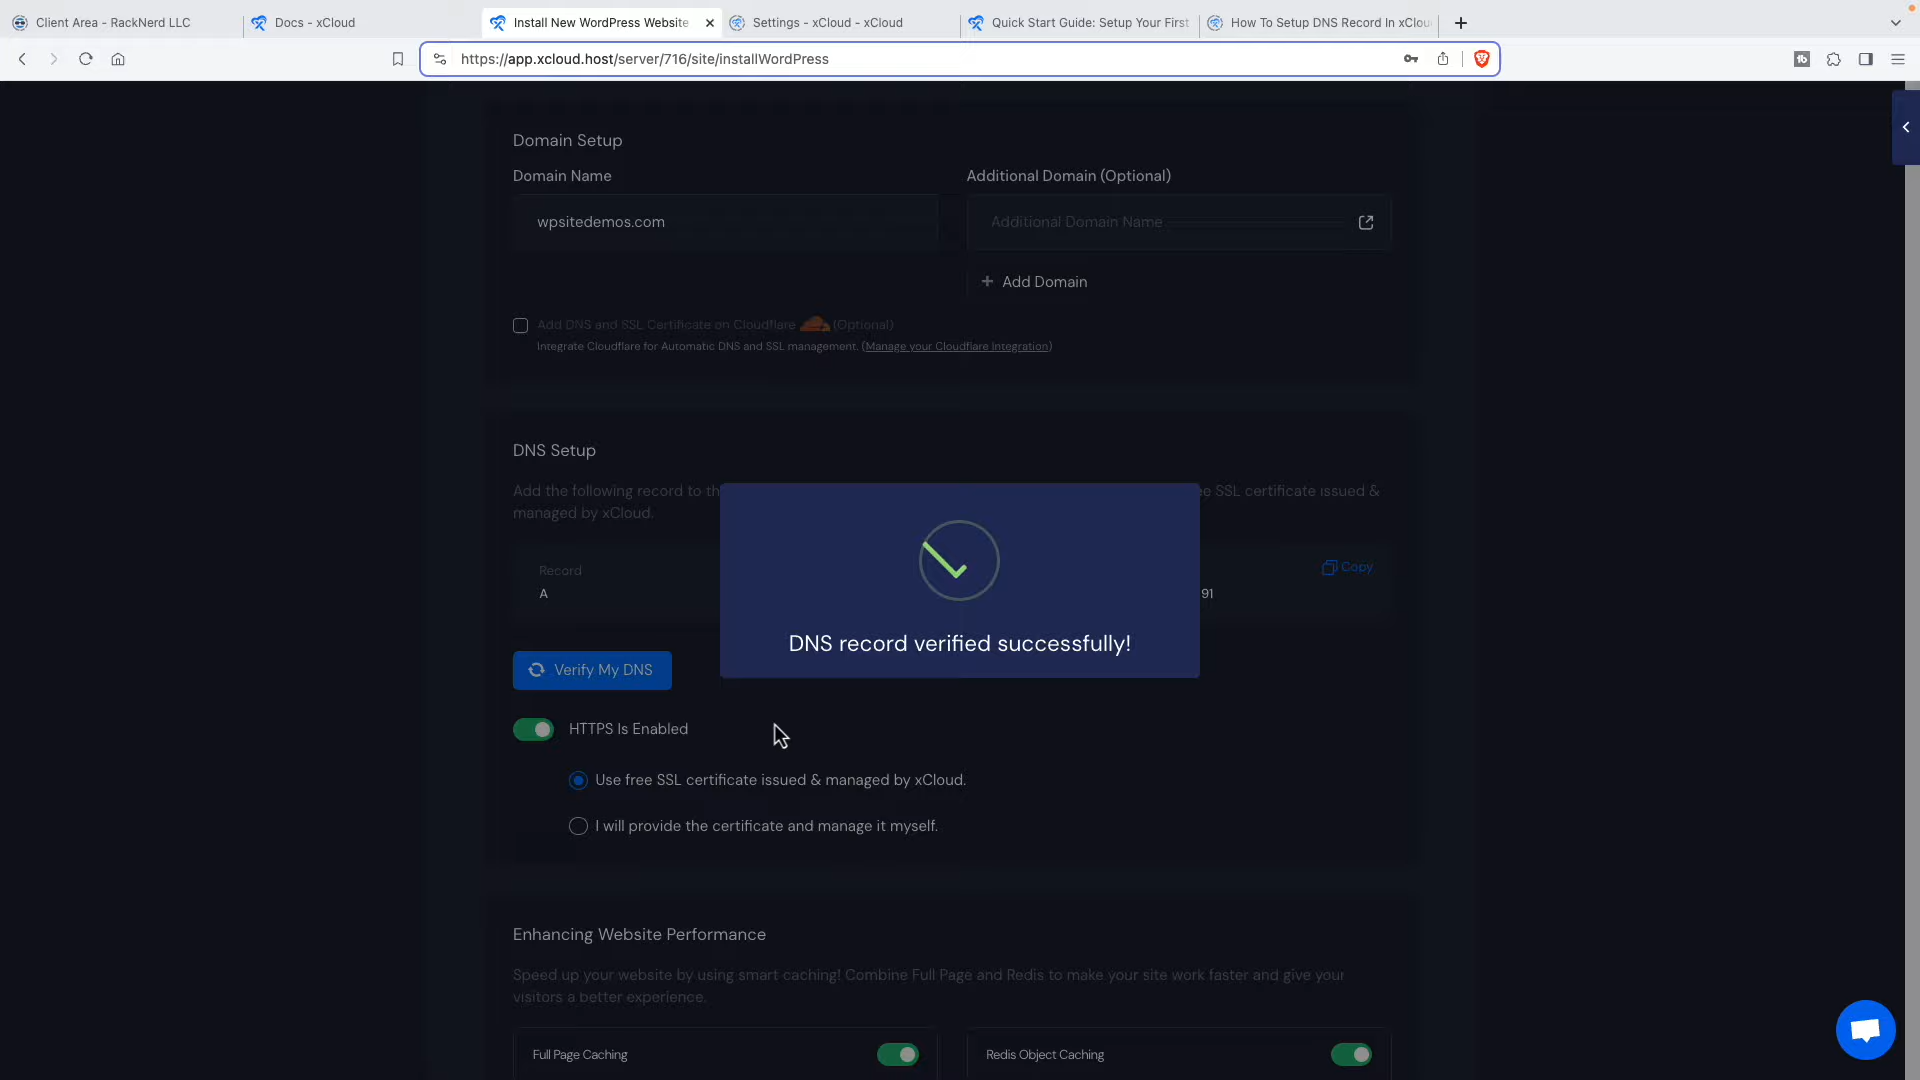 Client Area - RackNerd LLC
Docs - xCloud
Install New WordPress Website
Settings - xCloud - xCloud
Quick Start Guide: Setup Your First
How To Setup DNS Record In xClou
https://app.xcloud.host/server/716/site/installWordPress
Domain Setup
Domain Name
Additional Domain (Optional)
wpsitedemos.com
Additional Domain Name
+ Add Domain
Add DNS and SSL Certificate on Cloudflare (Optional)
Integrate Cloudflare for Automatic DNS and SSL management. (Manage your Cloudflare Integration)
DNS Setup
Add the following record to th
ee SSL certificate issued &
managed by xCloud.
Record
Copy
A
91
DNS record verified successfully!
Verify My DNS
HTTPS Is Enabled
Use free SSL certificate issued & managed by xCloud.
I will provide the certificate and manage it myself.
Enhancing Website Performance
Speed up your website by using smart caching! Combine Full Page and Redis to make your site work faster and give your
visitors a better experience.
Full Page Caching
Redis Object Caching